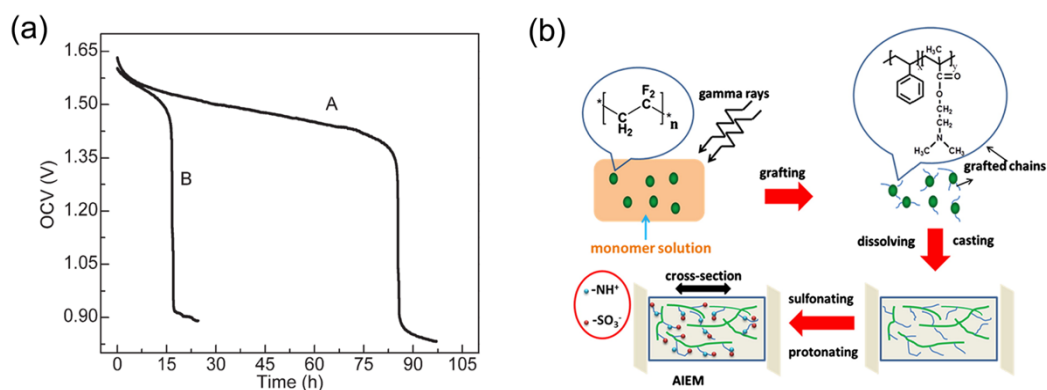 (a)
1.65
1.50
1.35
1.20
1.05
0.90
OCV (V)
A
B
0 15 30 45 60 75 90 105
Time (h)
(b)
F2
*-[-C-C-]-*n
H2
gamma rays
monomer solution
grafting
CH3
x
y
C=O
O
CH2
CH2
N
H3C CH3
grafted chains
dissolving casting
cross-section
-NH+
-SO3-
sulfonating
protonating
AIEM